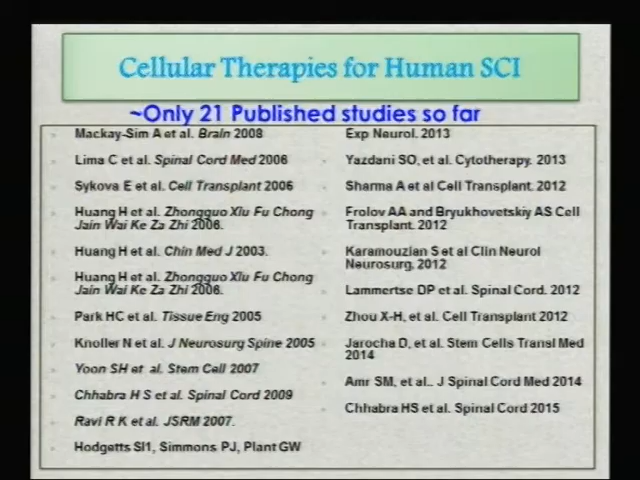 Cellular Therapies for Human SCI
~Only 21 Published studies so far
Mackay-Sim A et al. Brain 2008
Lima C et al. Spinal Cord Med 2006
Sykova E et al. Cell Transplant 2006
Huang H et al. Zhongguo Xiu Fu Chong
Jain Wai Ke Za Zhi 2006.
Huang H et al. Chin Med J 2003.
Huang H et al. Zhongguo Xiu Fu Chong
Jain Wai Ke Za Zhi 2006.
Park HC et al. Tissue Eng 2005
Knoller N et al. J Neurosurg Spine 2005
Yoon SH et al. Stem Cell 2007
Chhabra H S et al. Spinal Cord 2009
Ravi R K et al. JSRM 2007.
Hodgetts SI1, Simmons PJ, Plant GW
Exp Neurol. 2013
Yazdani SO, et al. Cytotherapy. 2013
Sharma A et al Cell Transplant. 2012
Frolov AA and Bryukhovetskiy AS Cell
Transplant. 2012
Karamouzian S et al Clin Neurol
Neurosurg. 2012
Lammertse DP et al. Spinal Cord. 2012
Zhou X-H, et al. Cell Transplant 2012
Jarocha D, et al. Stem Cells Transl Med
2014
Amr SM, et al.. J Spinal Cord Med 2014
Chhabra HS et al. Spinal Cord 2015